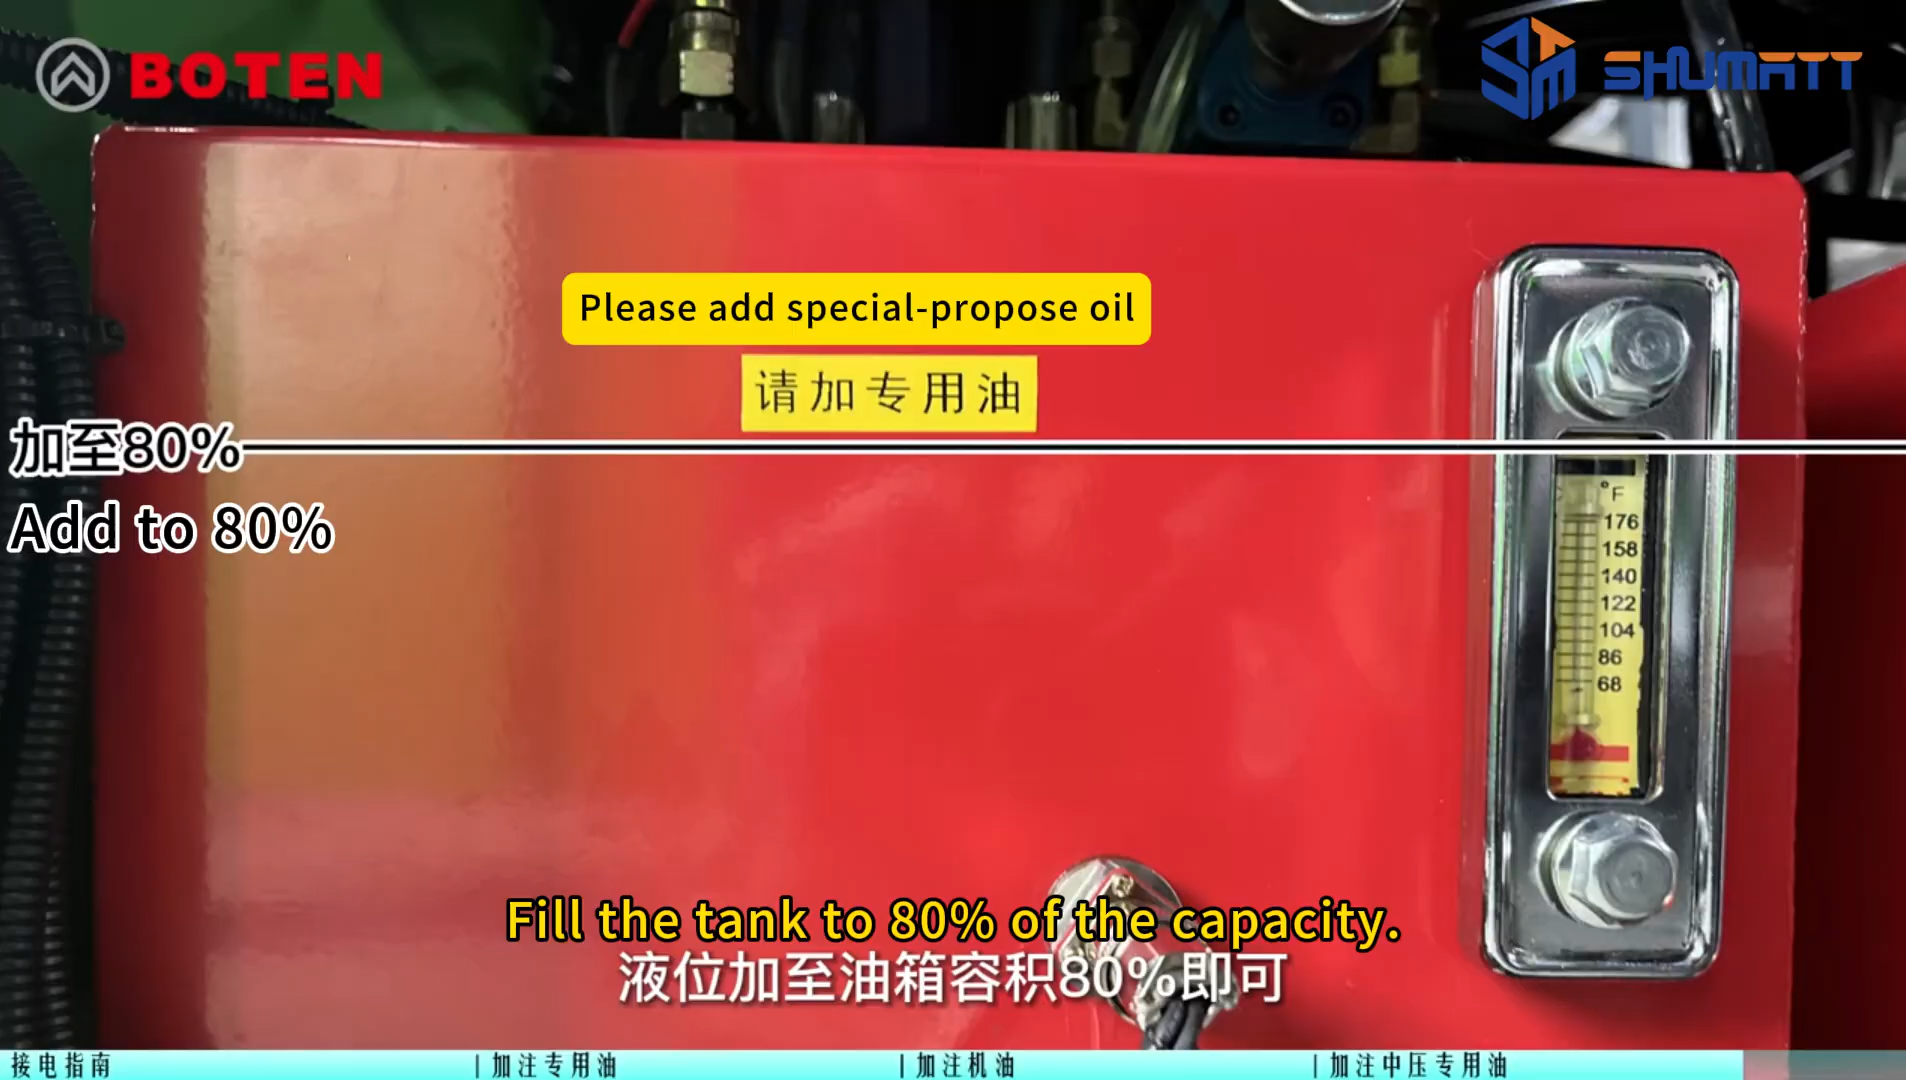 BOTEN
STM SHUMATT
Please add special-propose oil
请加专用油
加至80%
Add to 80%
°F
176
158
140
122
104
86
68
Fill the tank to 80% of the capacity.
液位加至油箱容积80%即可
接电指南 |加注专用油 |加注机油 |加注中压专用油